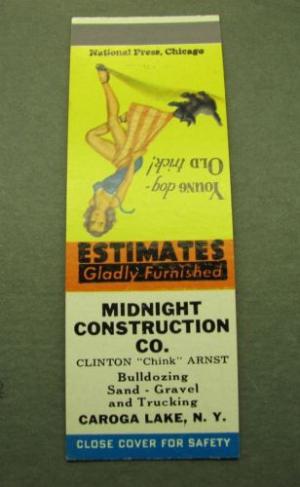 National Press, Chicago
YOUNG dog-
OLD trick!
ESTIMATES
Gladly Furnished
MIDNIGHT
CONSTRUCTION
CO.
CLINTON "Chink" ARNST
Bulldozing
Sand - Gravel
and Trucking
CAROGA LAKE, N. Y.
CLOSE COVER FOR SAFETY